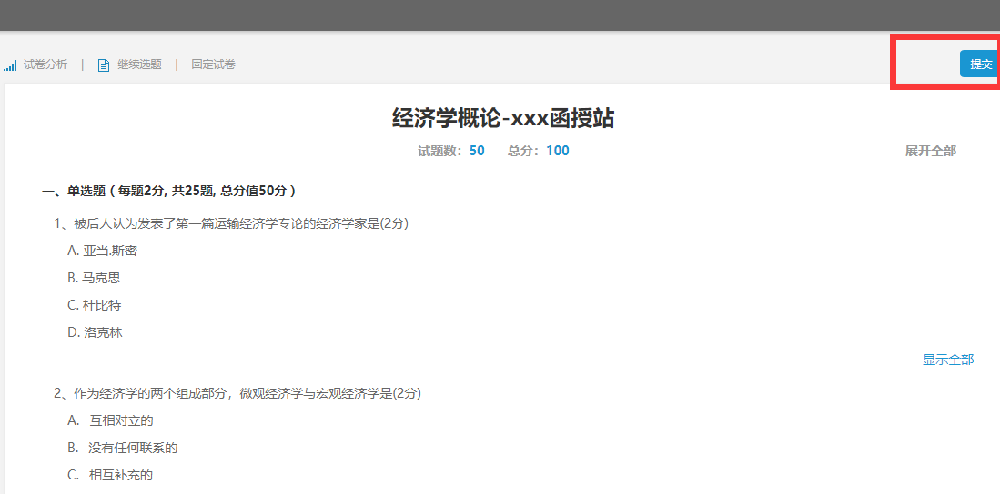 试卷分析 | 继续选题 | 固定试卷 提交
经济学概论-xxx函授站
试题数：50 总分：100 展开全部
一、单选题（每题2分, 共25题, 总分值50分）
1、被后人认为发表了第一篇运输经济学专论的经济学家是(2分)
A. 亚当.斯密
B. 马克思
C. 杜比特
D. 洛克林
显示全部
2、作为经济学的两个组成部分，微观经济学与宏观经济学是(2分)
A. 互相对立的
B. 没有任何联系的
C. 相互补充的